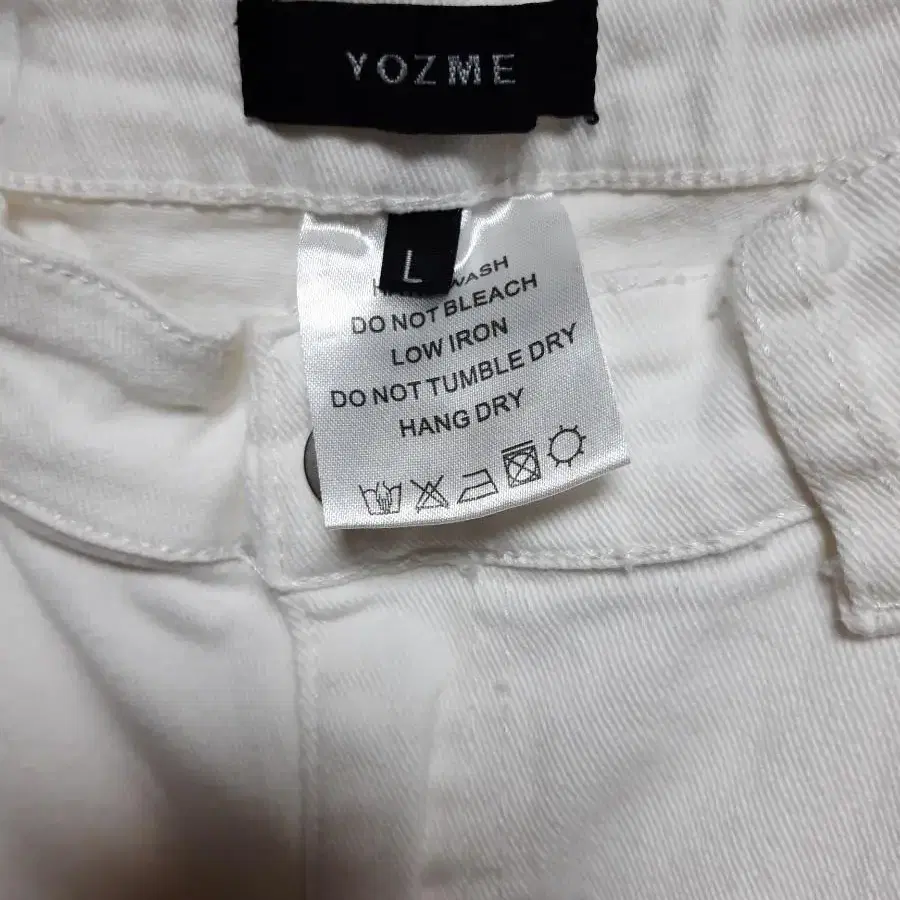 YOZME
L
WASH
DO NOT BLEACH
LOW IRON
DO NOT TUMBLE DRY
HANG DRY